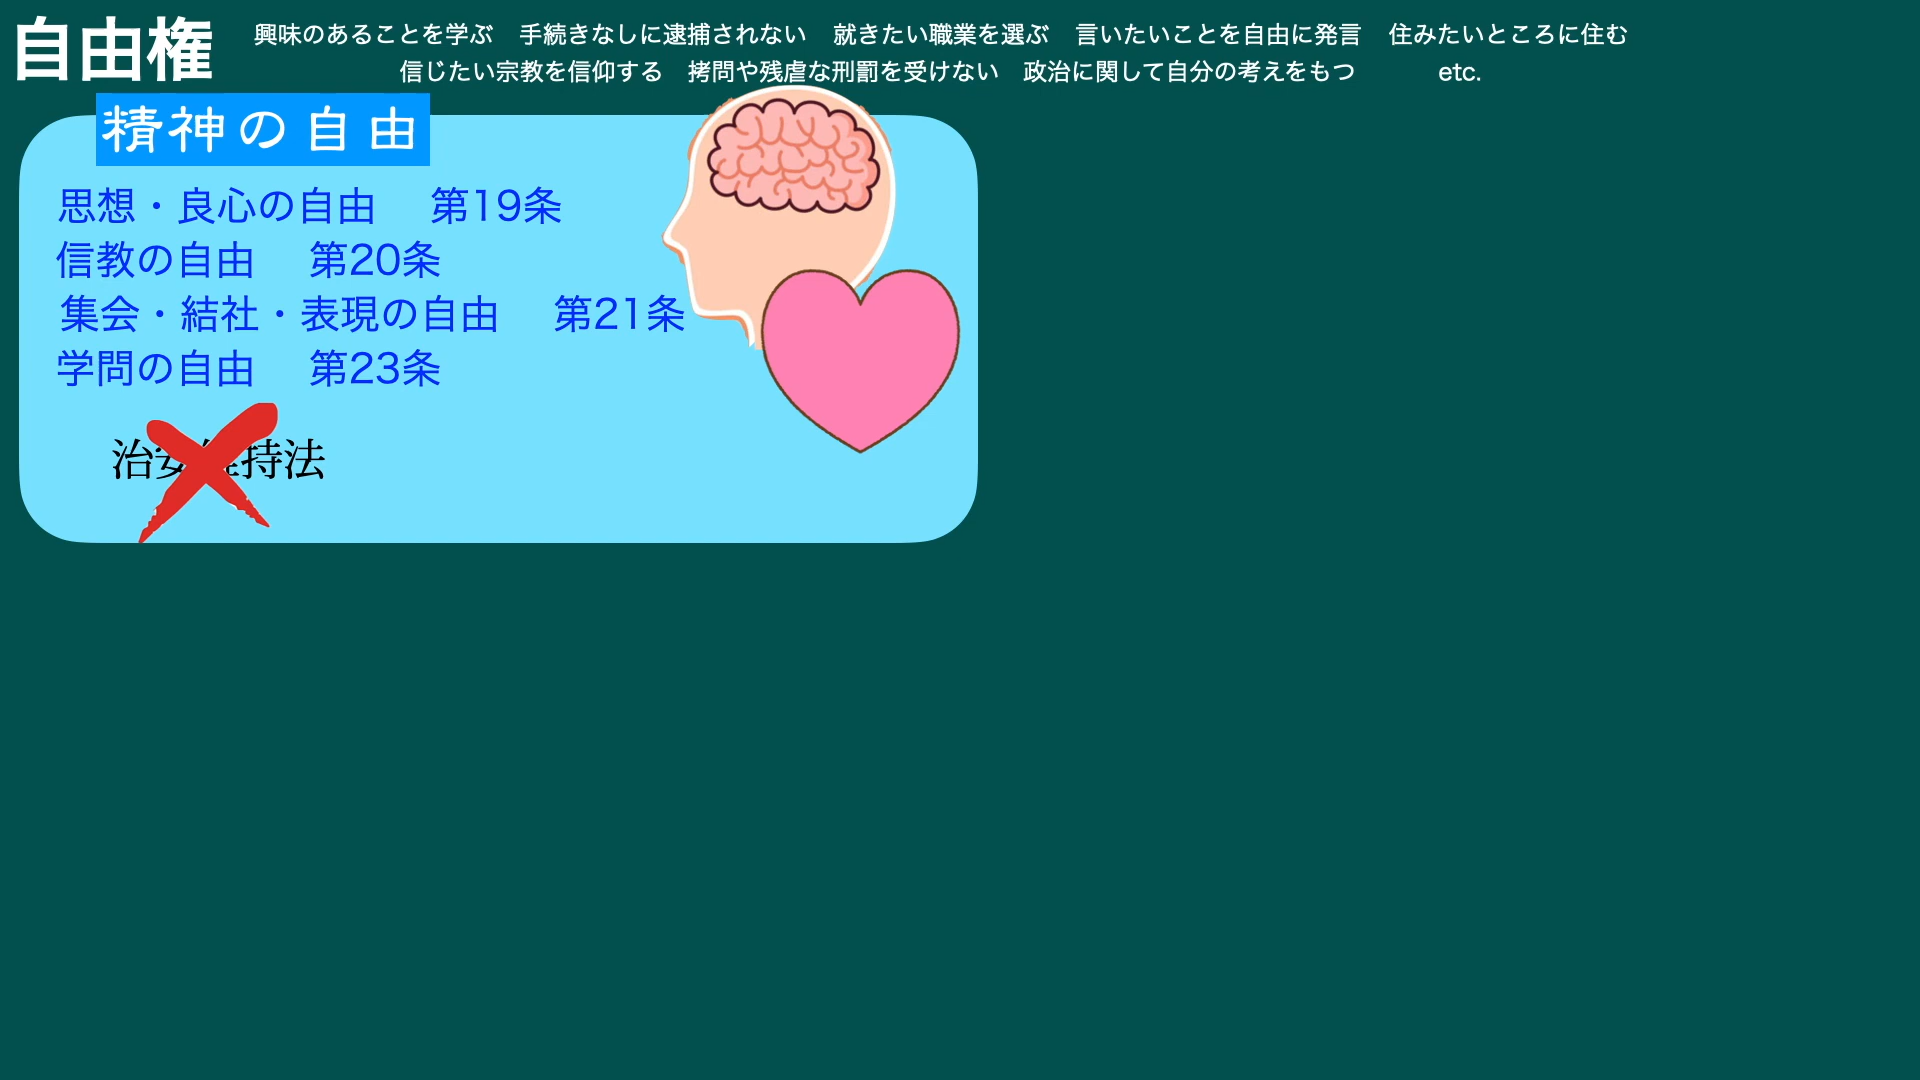 自由権
興味のあることを学ぶ　手続きなしに逮捕されない　就きたい職業を選ぶ　言いたいことを自由に発言　住みたいところに住む
信じたい宗教を信仰する　拷問や残虐な刑罰を受けない　政治に関して自分の考えをもつ　etc.
精神の自由
思想・良心の自由　第19条
信教の自由　第20条
集会・結社・表現の自由　第21条
学問の自由　第23条
治安維持法